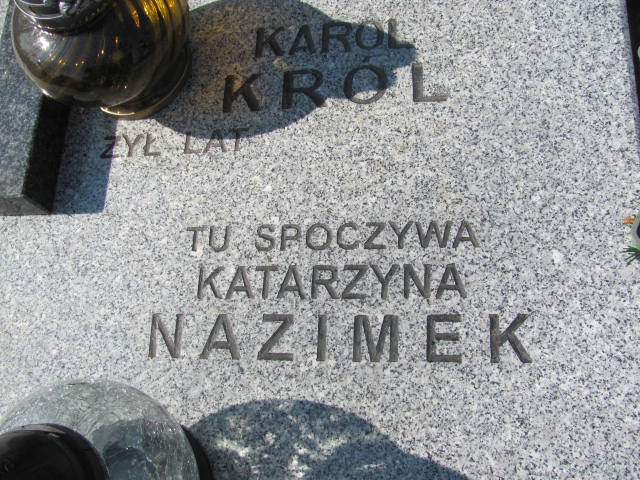 KAROL
KRÓL
ŻYŁ LAT
TU SPOCZYWA
KATARZYNA
NAZIMEK